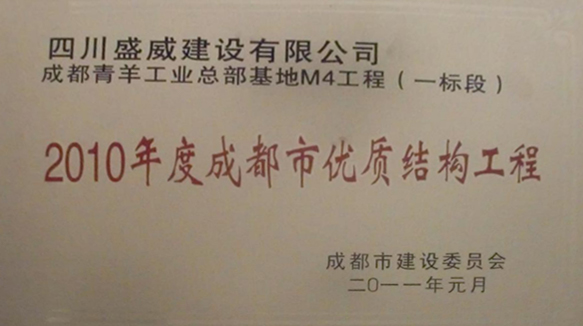 四川盛威建设有限公司
成都青羊工业总部基地M4工程（一标段）
2010年度成都市优质结构工程
成都市建设委员会
二0一一年元月